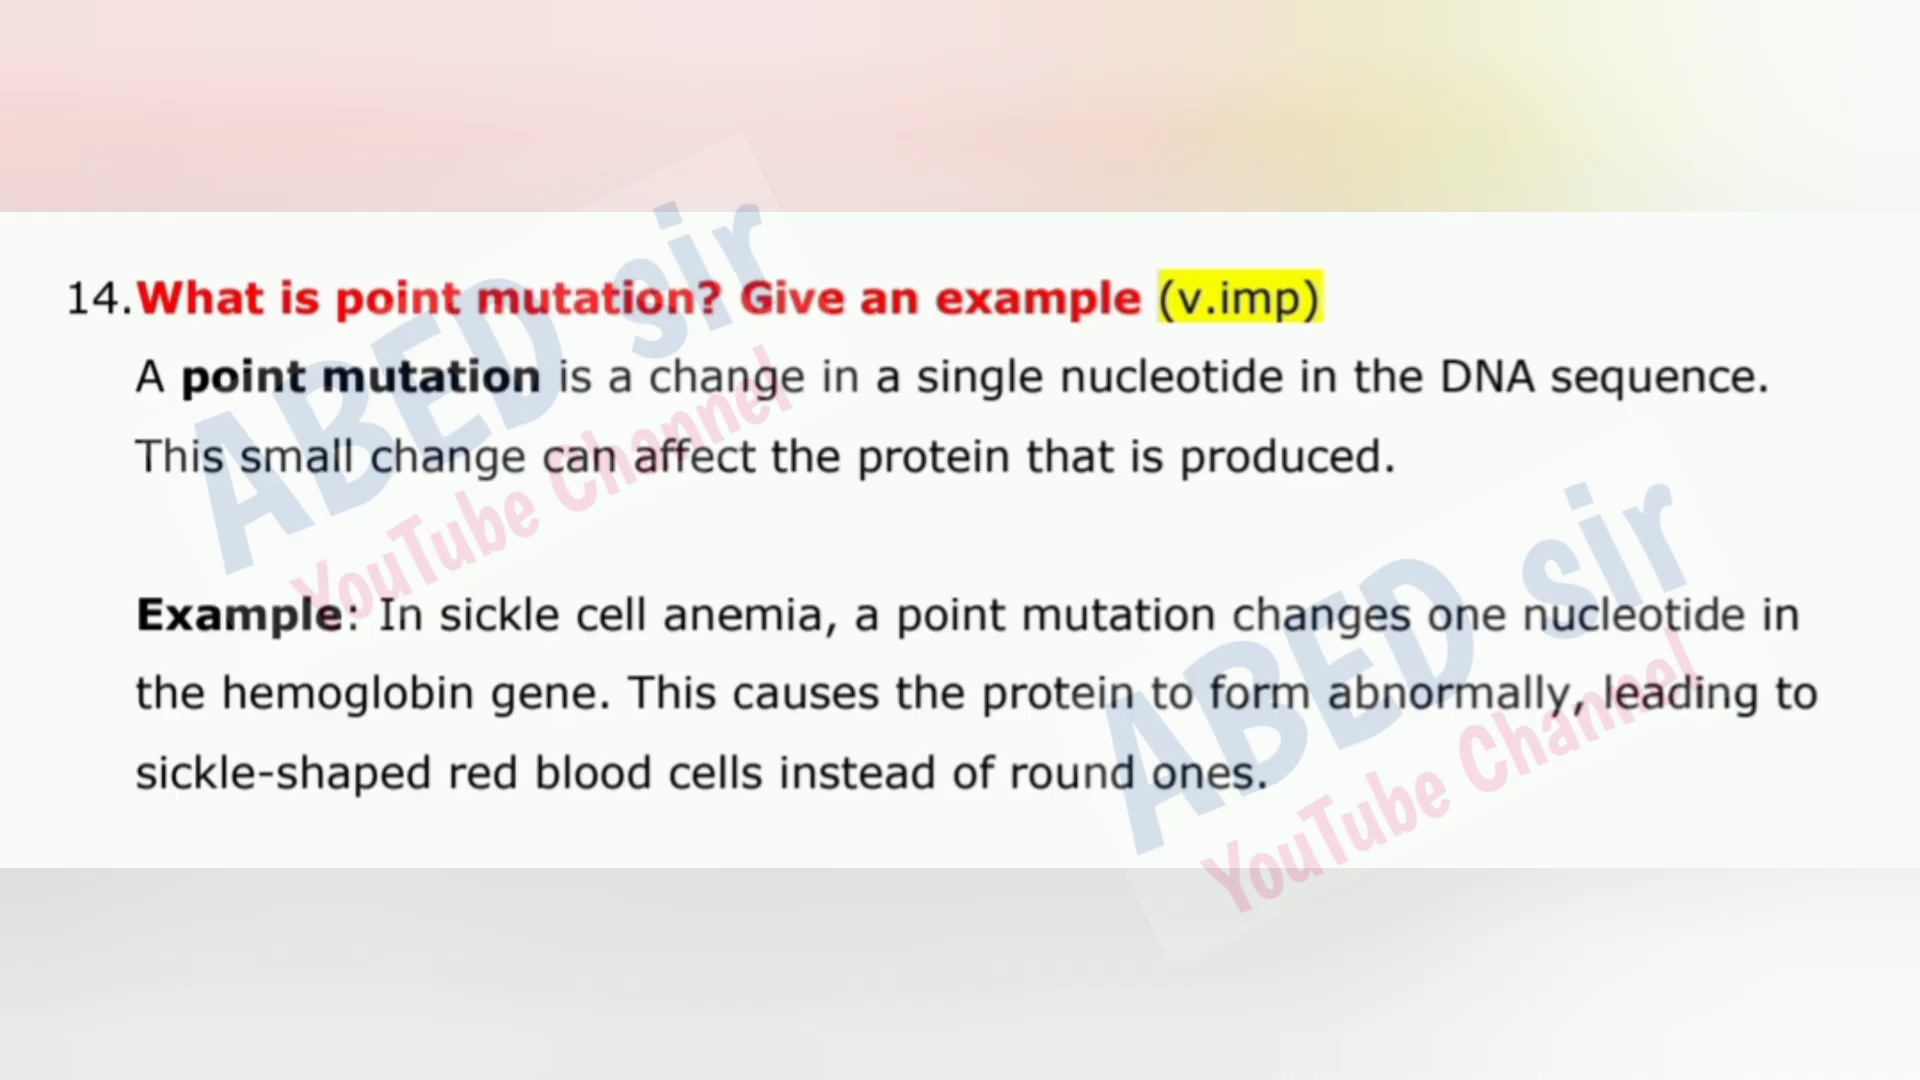 14.What is point mutation? Give an example (v.imp)
A point mutation is a change in a single nucleotide in the DNA sequence.
This small change can affect the protein that is produced.
Example: In sickle cell anemia, a point mutation changes one nucleotide in
the hemoglobin gene. This causes the protein to form abnormally, leading to
sickle-shaped red blood cells instead of round ones.
ABED sir
YouTube Channel
ABED sir
YouTube Channel